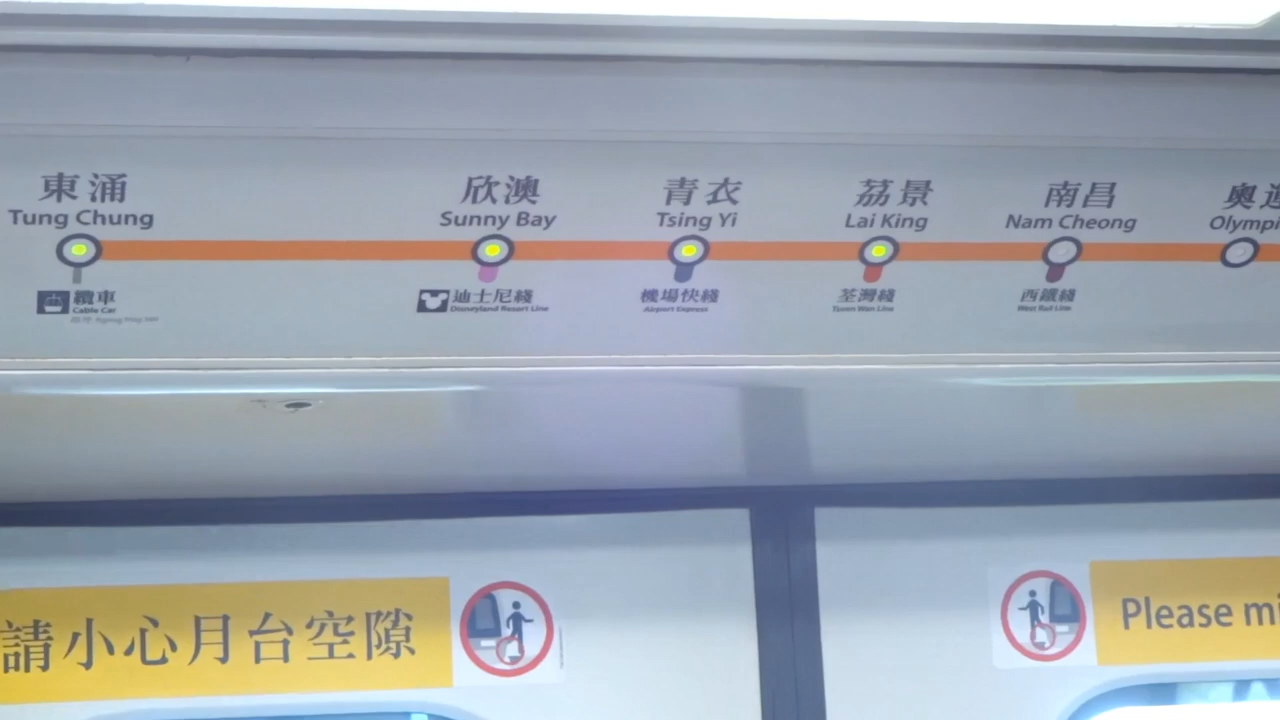 東涌
Tung Chung
欣澳
Sunny Bay
青衣
Tsing Yi
荔景
Lai King
南昌
Nam Cheong
奧運
Olympi
纜車
Cable Car
迪士尼綫
Disneyland Resort Line
機場快綫
Airport Express
荃灣綫
Tsuen Wan Line
西鐵綫
West Rail Line
請小心月台空隙
Please mi